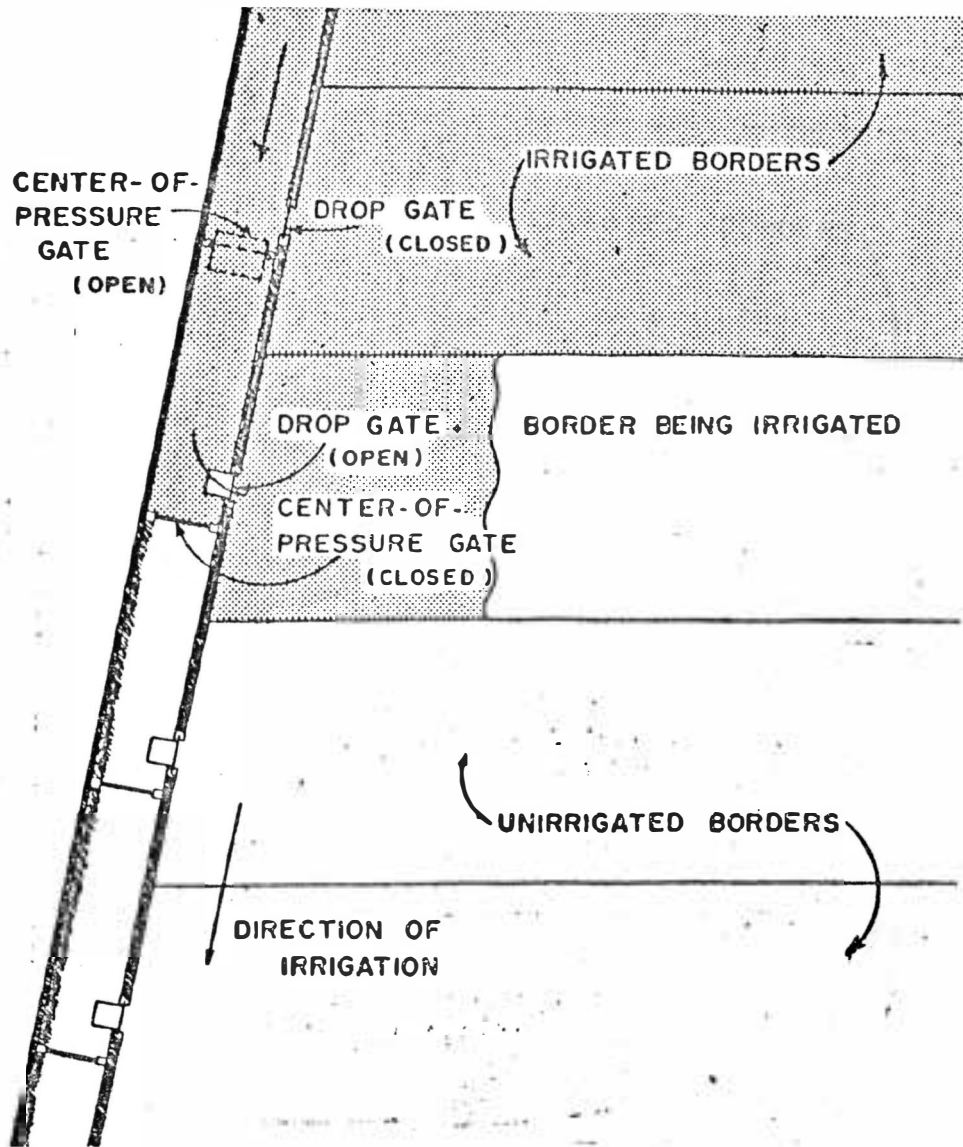 IRRIGATED BORDERS
CENTER-OF-
PRESSURE
GATE
(OPEN)
DROP GATE
(CLOSED)
DROP GATE
(OPEN)
BORDER BEING IRRIGATED
CENTER-OF-
PRESSURE GATE
(CLOSED)
UNIRRIGATED BORDERS
DIRECTION OF
IRRIGATION